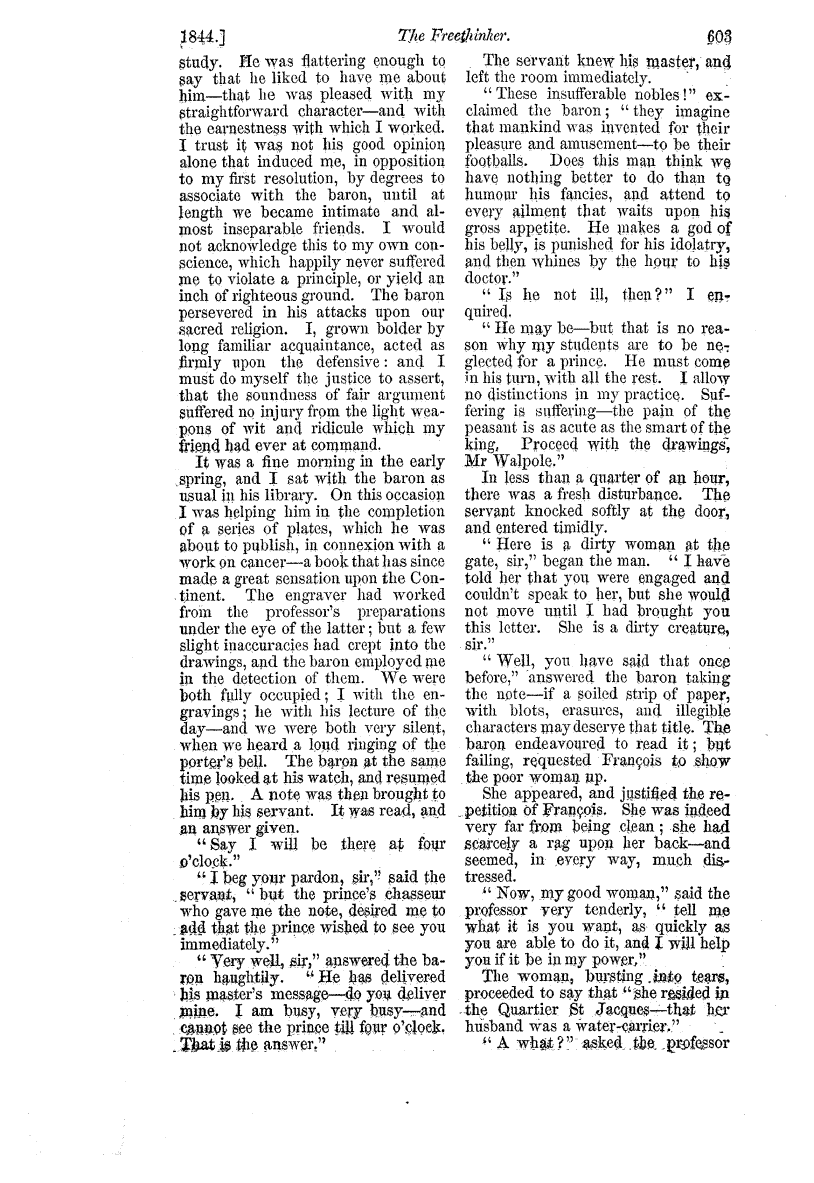 1844.] The Freethinker. 603
study. He was flattering enough to
say that he liked to have me about
him—that he was pleased with my
straightforward character—and with
the earnestness with which I worked.
I trust it was not his good opinion
alone that induced me, in opposition
to my first resolution, by degrees to
associate with the baron, until at
length we became intimate and al-
most inseparable friends. I would
not acknowledge this to my own con-
science, which happily never suffered
me to violate a principle, or yield an
inch of righteous ground. The baron
persevered in his attacks upon our
sacred religion. I, grown bolder by
long familiar acquaintance, acted as
firmly upon the defensive: and I
must do myself the justice to assert,
that the soundness of fair argument
suffered no injury from the light wea-
pons of wit and ridicule which my
friend had ever at command.
It was a fine morning in the early
spring, and I sat with the baron as
usual in his library. On this occasion
I was helping him in the completion
of a series of plates, which he was
about to publish, in connexion with a
work on cancer—a book that has since
made a great sensation upon the Con-
tinent. The engraver had worked
from the professor's preparations
under the eye of the latter; but a few
slight inaccuracies had crept into the
drawings, and the baron employed me
in the detection of them. We were
both fully occupied; I with the en-
gravings; he with his lecture of the
day—and we were both very silent,
when we heard a loud ringing of the
porter's bell. The baron at the same
time looked at his watch, and resumed
his pen. A note was then brought to
him by his servant. It was read, and
an answer given.
"Say I will be there at four
o'clock."
"I beg your pardon, sir," said the
servant, "but the prince's chasseur
who gave me the note, desired me to
add that the prince wished to see you
immediately."
"Very well, sir," answered the ba-
ron haughtily. "He has delivered
his master's message—do you deliver
mine. I am busy, very busy—and
cannot see the prince till four o'clock.
That is the answer."
The servant knew his master, and
left the room immediately.
"These insufferable nobles!" ex-
claimed the baron; "they imagine
that mankind was invented for their
pleasure and amusement—to be their
footballs. Does this man think we
have nothing better to do than to
humour his fancies, and attend to
every ailment that waits upon his
gross appetite. He makes a god of
his belly, is punished for his idolatry,
and then whines by the hour to his
doctor."
"Is he not ill, then?" I en-
quired.
"He may be—but that is no rea-
son why my students are to be ne-
glected for a prince. He must come
in his turn, with all the rest. I allow
no distinctions in my practice. Suf-
fering is suffering—the pain of the
peasant is as acute as the smart of the
king. Proceed with the drawings,
Mr Walpole."
In less than a quarter of an hour,
there was a fresh disturbance. The
servant knocked softly at the door,
and entered timidly.
"Here is a dirty woman at the
gate, sir," began the man. "I have
told her that you were engaged and
couldn't speak to her, but she would
not move until I had brought you
this letter. She is a dirty creature,
sir."
"Well, you have said that once
before," answered the baron taking
the note—if a soiled strip of paper,
with blots, erasures, and illegible
characters may deserve that title. The
baron endeavoured to read it; but
failing, requested François to show
the poor woman up.
She appeared, and justified the re-
petition of François. She was indeed
very far from being clean; she had
scarcely a rag upon her back—and
seemed, in every way, much dis-
tressed.
"Now, my good woman," said the
professor very tenderly, "tell me
what it is you want, as quickly as
you are able to do it, and I will help
you if it be in my power."
The woman, bursting into tears,
proceeded to say that "she resided in
the Quartier St Jacques—that her
husband was a water-carrier."
"A what?" asked the professor